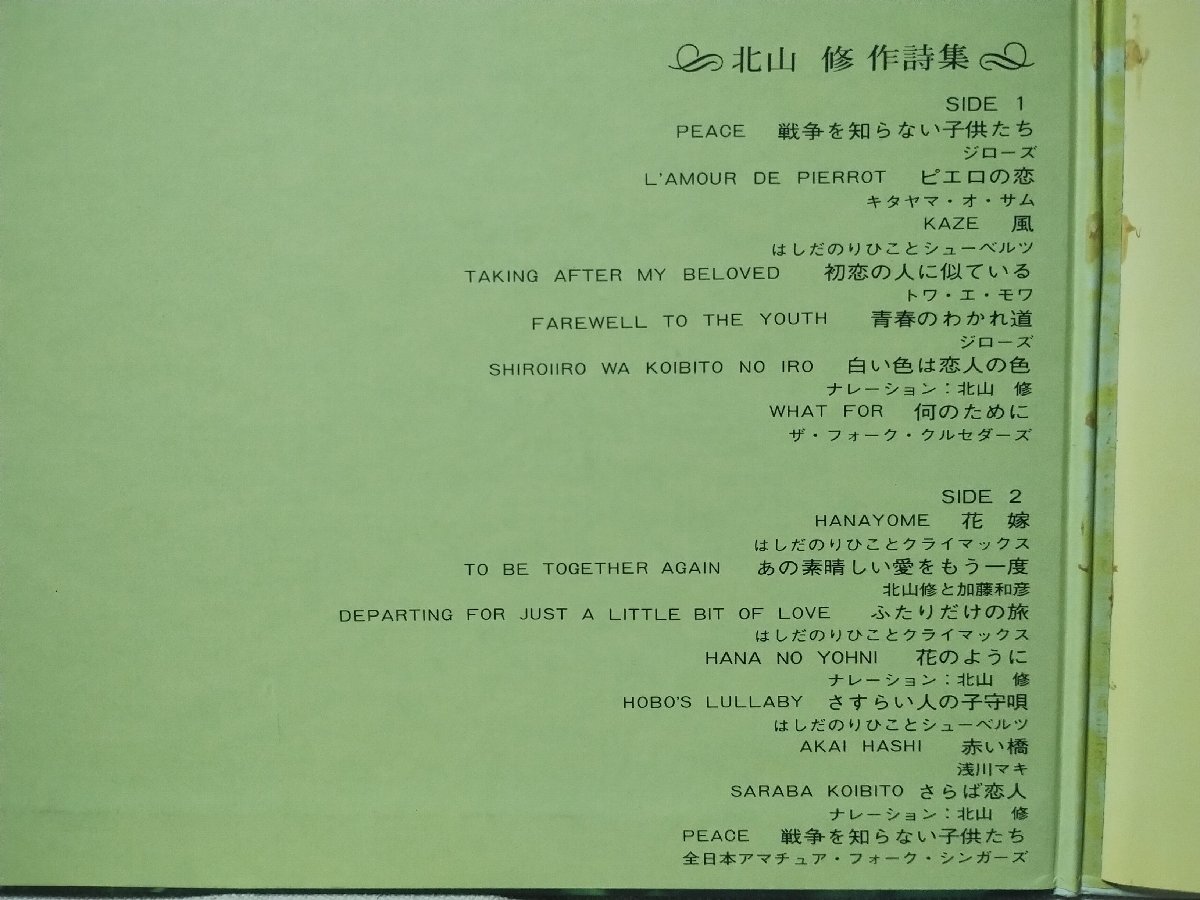 北山 修 作詩集
SIDE 1
PEACE 戦争を知らない子供たち
ジローズ
L'AMOUR DE PIERROT ピエロの恋
キタヤマ・オ・サム
KAZE 風
はしだのりひことシューベルツ
TAKING AFTER MY BELOVED 初恋の人に似ている
トワ・エ・モワ
FAREWELL TO THE YOUTH 青春のわかれ道
ジローズ
SHIROIIRO WA KOIBITO NO IRO 白い色は恋人の色
ナレーション:北山 修
WHAT FOR 何のために
ザ・フォーク・クルセダーズ
SIDE 2
HANAYOME 花 嫁
はしだのりひことクライマックス
TO BE TOGETHER AGAIN あの素晴しい愛をもう一度
北山修と加藤和彦
DEPARTING FOR JUST A LITTLE BIT OF LOVE ふたりだけの旅
はしだのりひことクライマックス
HANA NO YOHNI 花のように
ナレーション:北山 修
HOBO'S LULLABY さすらい人の子守唄
はしだのりひことシューベルツ
AKAI HASHI 赤い橋
浅川マキ
SARABA KOIBITO さらば恋人
ナレーション:北山 修
PEACE 戦争を知らない子供たち
全日本アマチュア・フォーク・シンガーズ